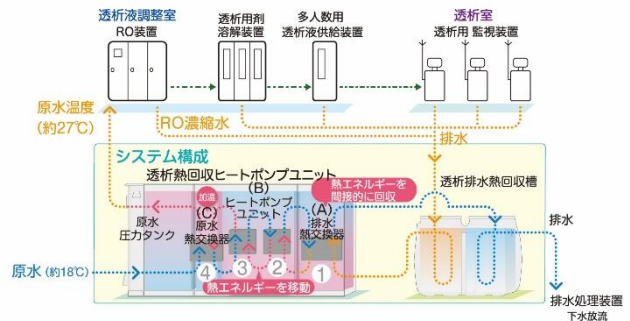 透析液調整室
RO装置
透析用剤
溶解装置
多人数用
透析液供給装置
透析室
透析用 監視装置
原水温度
(約27℃)
RO濃縮水
排水
システム構成
透析熱回収ヒートポンプユニット
(B)
加温
ヒートポンプ
ユニット
熱エネルギーを
間接的に回収
透析排水熱回収槽
(C)
原水
熱交換器
(A)
排水
熱交換器
原水
圧力タンク
排水
原水 (約18℃)
4
3
2
1
熱エネルギーを移動
排水処理装置
下水放流